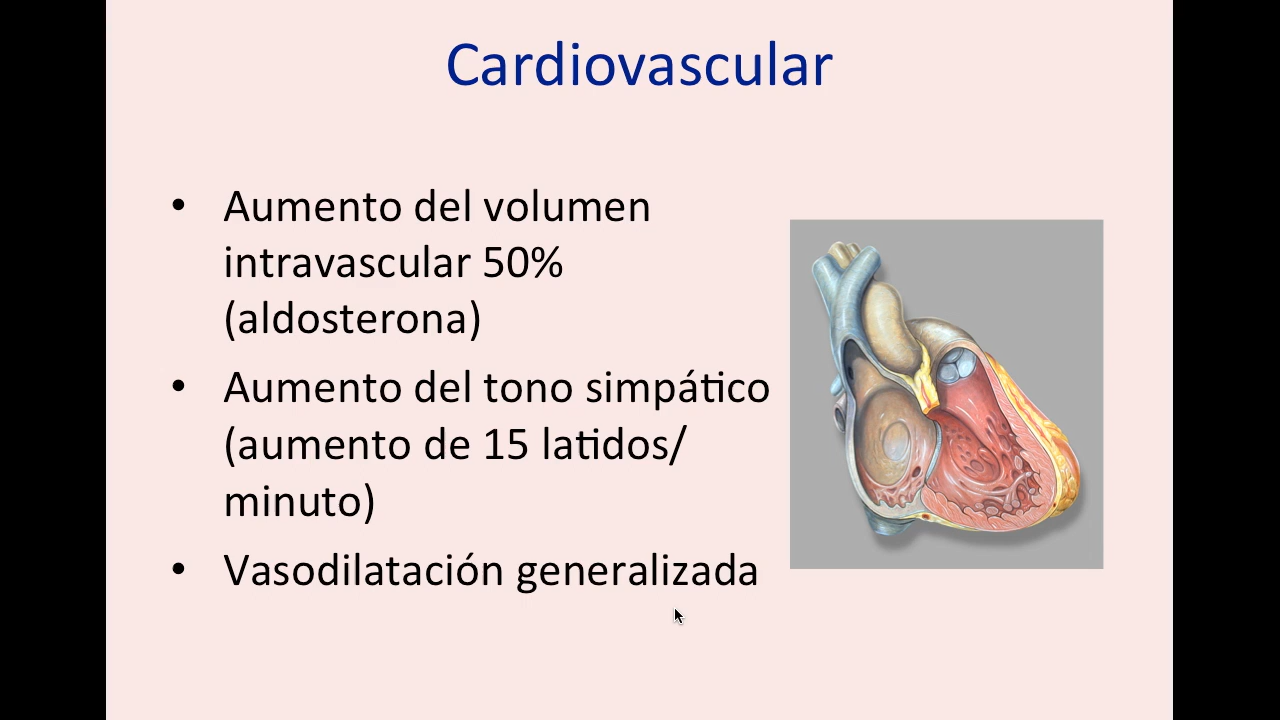 Cardiovascular
• Aumento del volumen
intravascular 50%
(aldosterona)
• Aumento del tono simpático
(aumento de 15 latidos/
minuto)
• Vasodilatación generalizada